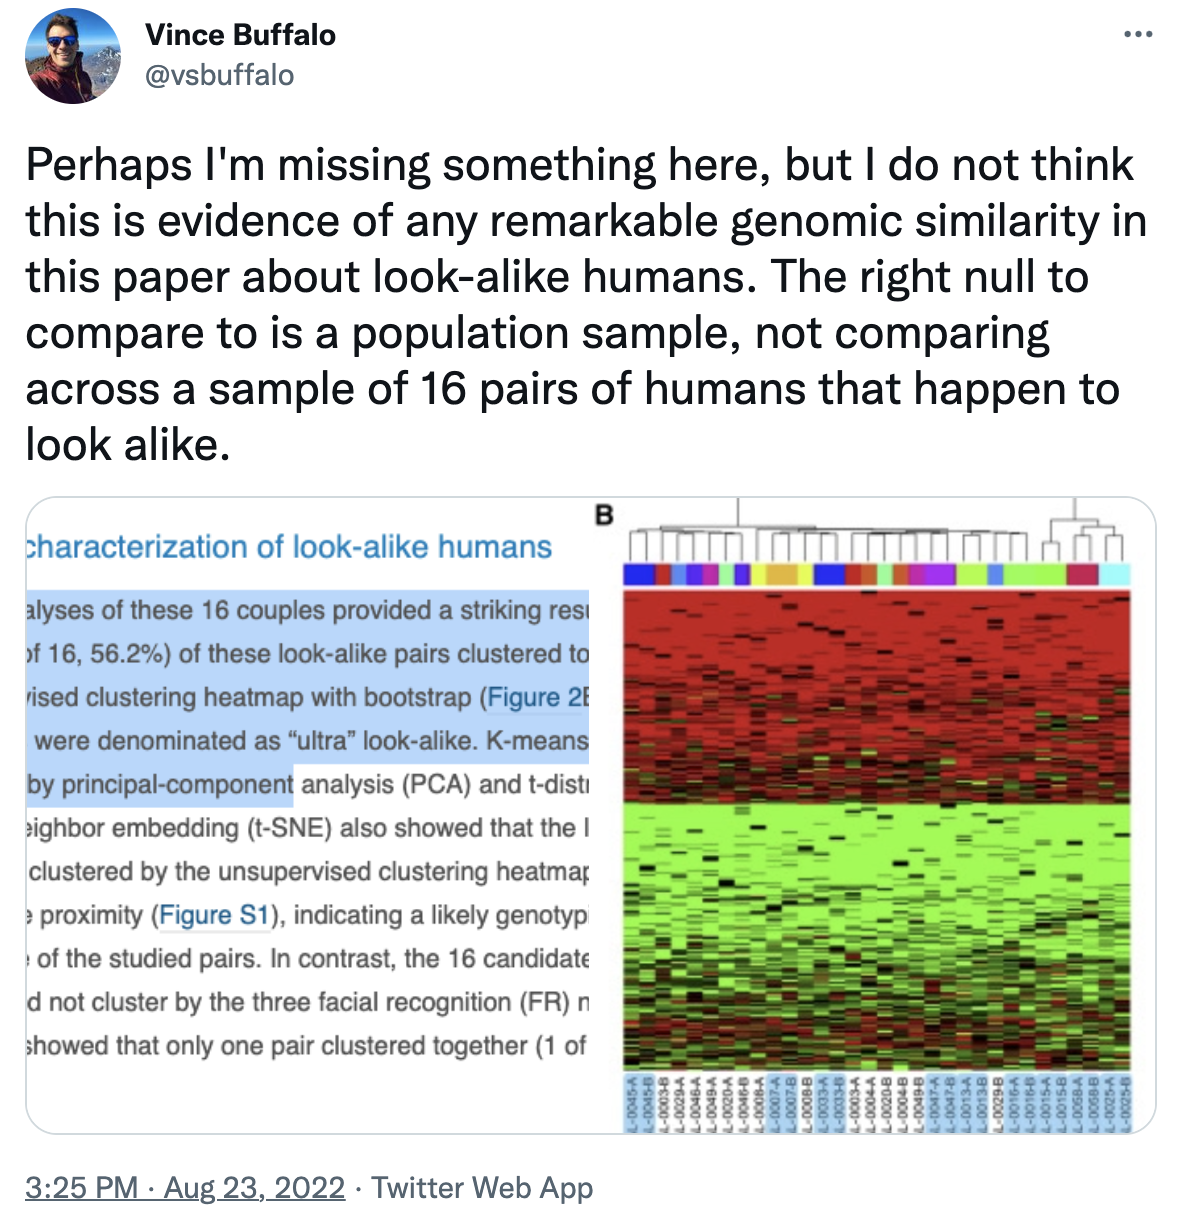 Vince Buffalo
@vsbuffalo
Perhaps I'm missing something here, but I do not think
this is evidence of any remarkable genomic similarity in
this paper about look-alike humans. The right null to
compare to is a population sample, not comparing
across a sample of 16 pairs of humans that happen to
look alike.
characterization of look-alike humans
alyses of these 16 couples provided a striking resu
of 16, 56.2%) of these look-alike pairs clustered to
vised clustering heatmap with bootstrap (Figure 2B
were denominated as “ultra” look-alike. K-means
by principal-component analysis (PCA) and t-distr
eighbor embedding (t-SNE) also showed that the l
clustered by the unsupervised clustering heatmap
e proximity (Figure S1), indicating a likely genotypi
of the studied pairs. In contrast, the 16 candidate
d not cluster by the three facial recognition (FR) n
showed that only one pair clustered together (1 of
B
3:25 PM · Aug 23, 2022 · Twitter Web App